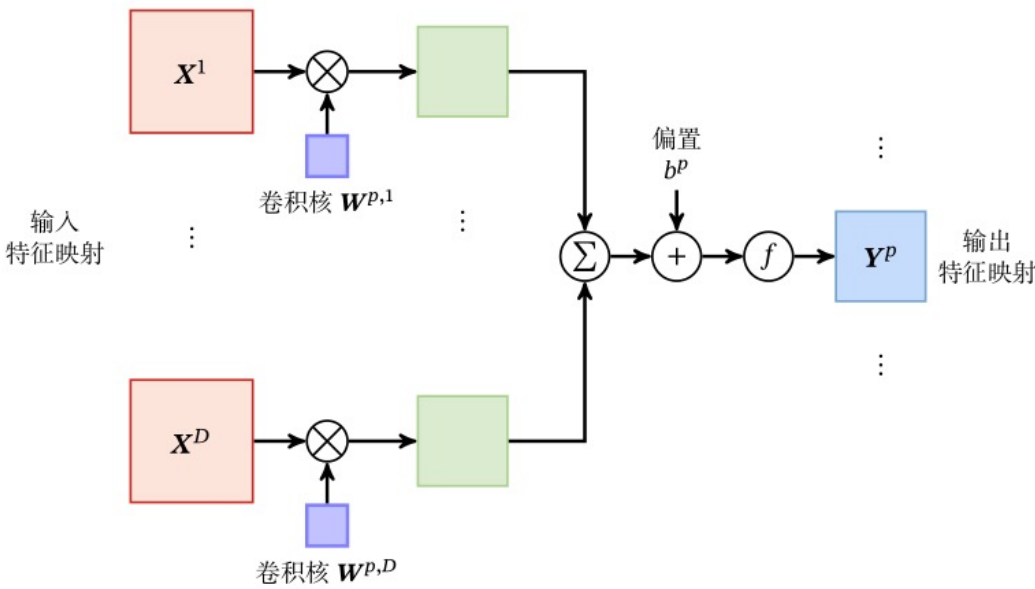 X¹
卷积核 W^{p,1}
⋮
输入
特征映射
⋮
偏置
b^p
⋮
∑
+
f
Y^p
输出
特征映射
⋮
X^D
卷积核 W^{p,D}